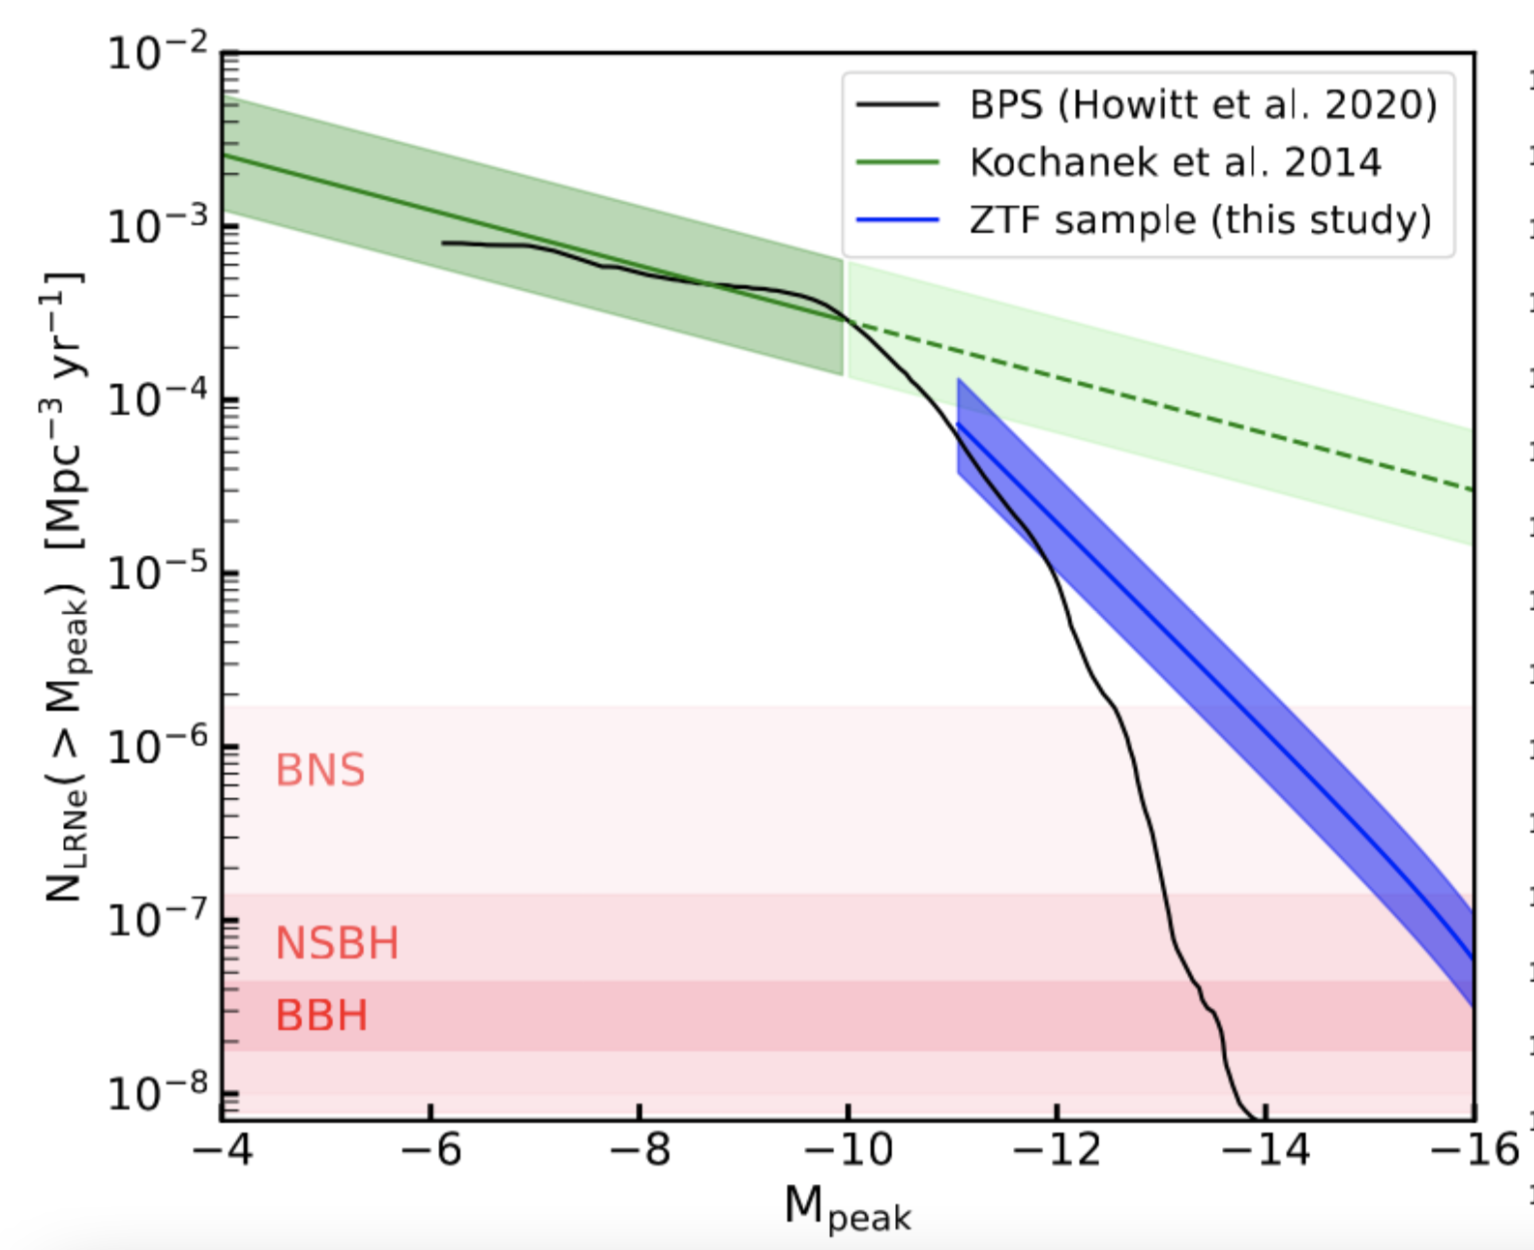 10⁻²
10⁻³
10⁻⁴
10⁻⁵
10⁻⁶
10⁻⁷
10⁻⁸
N_LRNe(> M_peak) [Mpc⁻³ yr⁻¹]
BPS (Howitt et al. 2020)
Kochanek et al. 2014
ZTF sample (this study)
BNS
NSBH
BBH
−4 −6 −8 −10 −12 −14 −16
M_peak